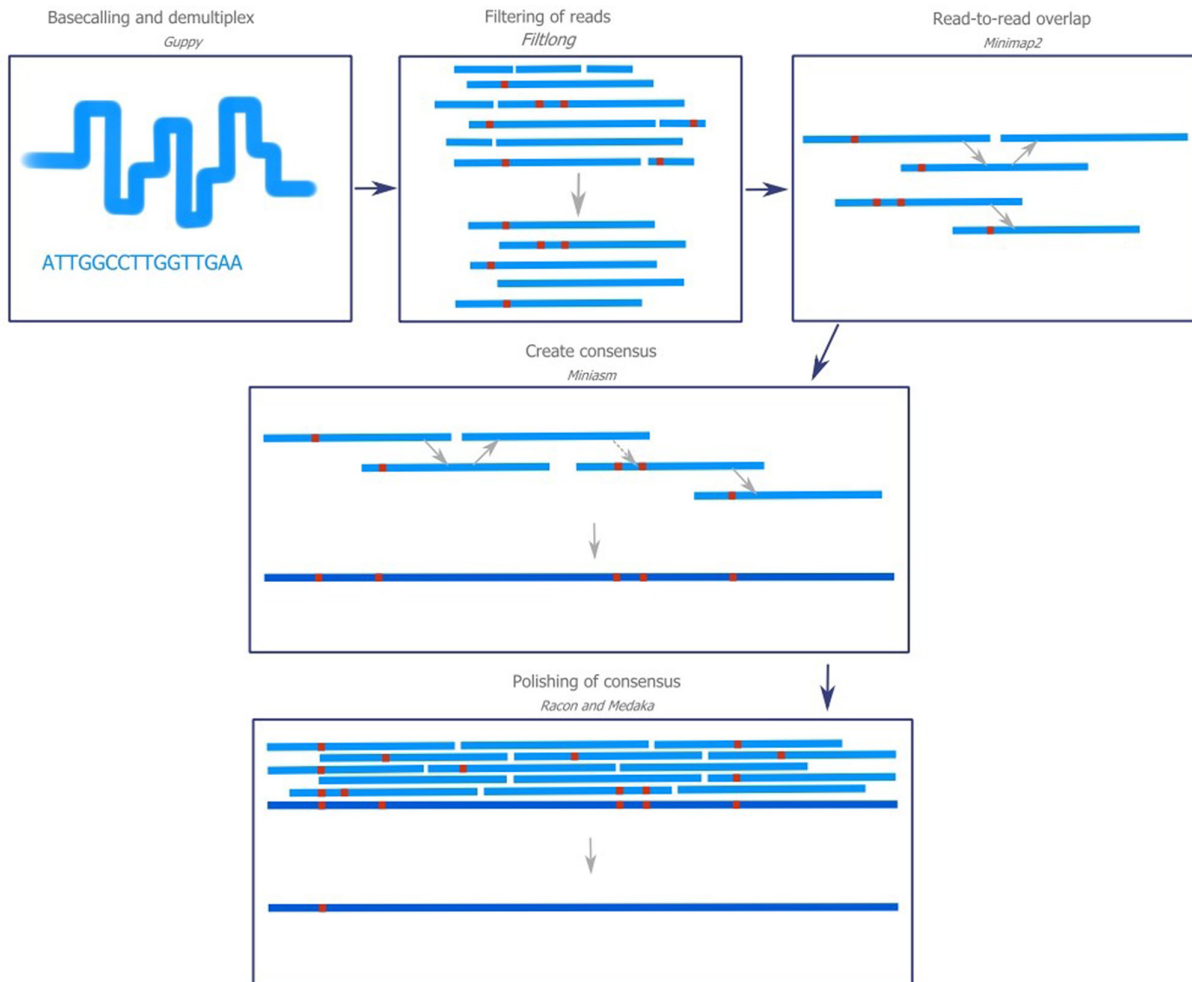 Basecalling and demultiplex
Guppy
ATTGGCCTTGGTTGAA
Filtering of reads
Filtlong
Read-to-read overlap
Minimap2
Create consensus
Miniasm
Polishing of consensus
Racon and Medaka